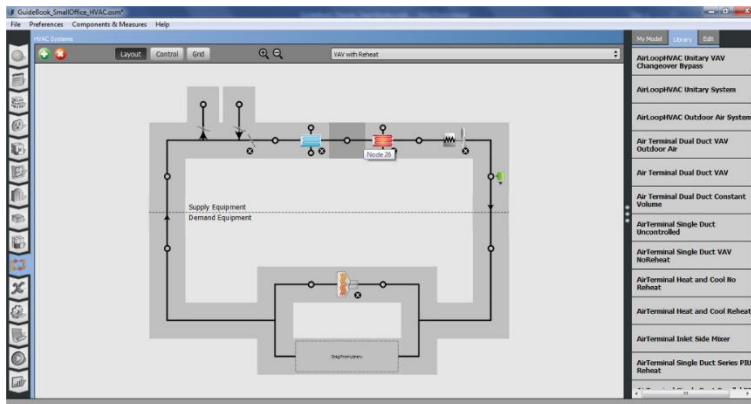 GuideBook_SmallOffice_HVAC.osm*
File Preferences Components & Measures Help
HVAC Systems
Layout Control Grid
VAV with Reheat
My Model Library Edit
Node 26
Supply Equipment
Demand Equipment
Drag From Library
AirLoopHVAC Unitary VAV
Changeover Bypass
AirLoopHVAC Unitary System
AirLoopHVAC Outdoor Air System
Air Terminal Dual Duct VAV
Outdoor Air
Air Terminal Dual Duct VAV
Air Terminal Dual Duct Constant
Volume
AirTerminal Single Duct
Uncontrolled
AirTerminal Single Duct VAV
NoReheat
AirTerminal Heat and Cool No
Reheat
AirTerminal Heat and Cool Reheat
AirTerminal Inlet Side Mixer
AirTerminal Single Duct Series PIU
Reheat